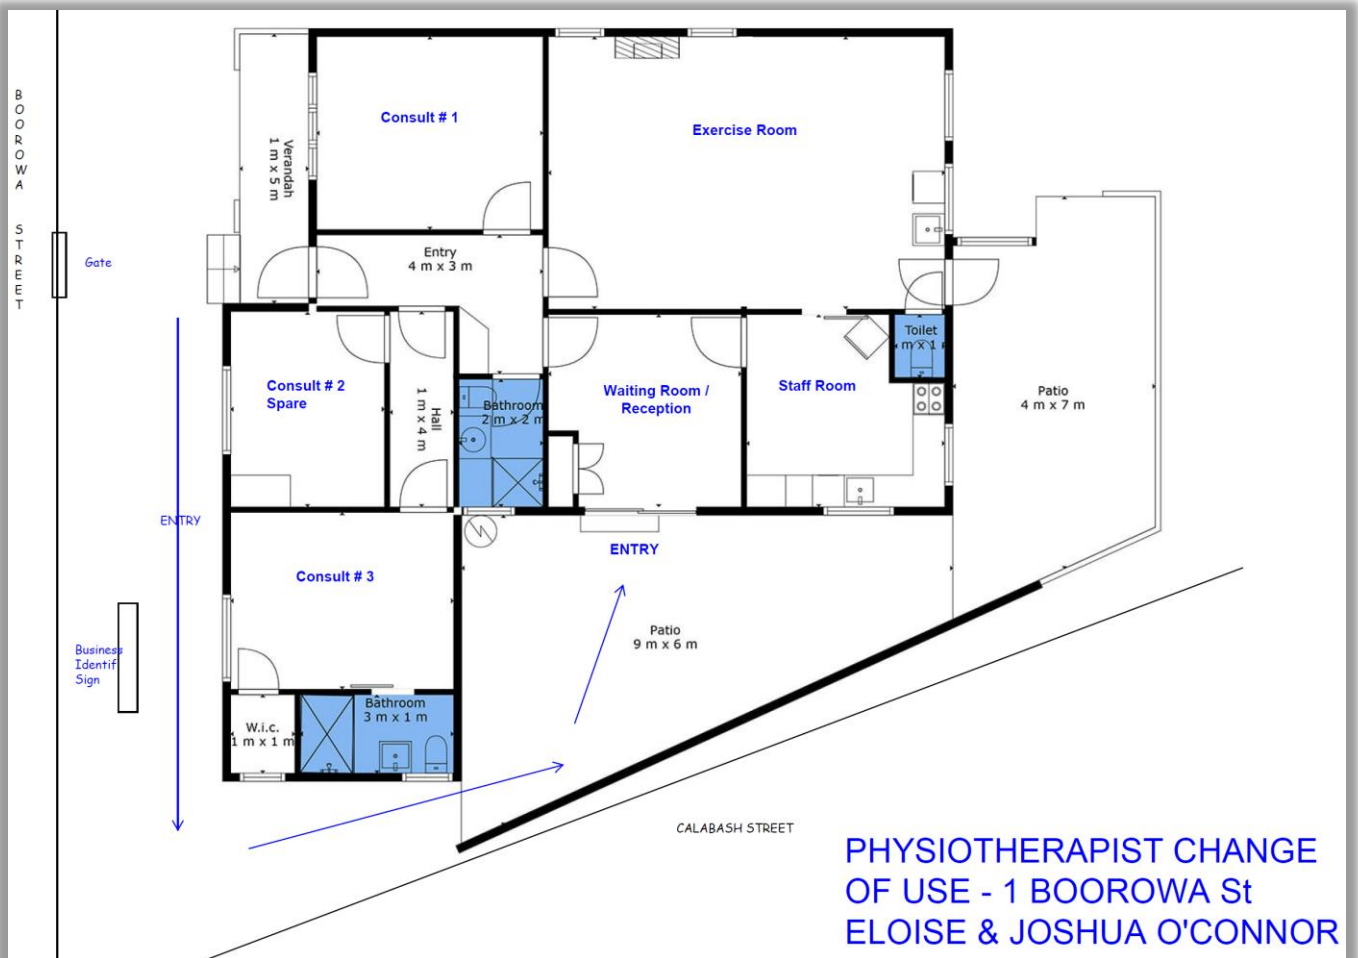 BOOROWA STREET
Gate
Verandah
1 m x 5 m
Consult # 1
Exercise Room
Entry
4 m x 3 m
Toilet
m x 1
Consult # 2
Spare
Hall
1 m x 4 m
Bathroom
2 m x 2 m
Waiting Room /
Reception
Staff Room
Patio
4 m x 7 m
ENTRY
ENTRY
Consult # 3
Business
Identif
Sign
Patio
9 m x 6 m
Bathroom
3 m x 1 m
W.i.c.
1 m x 1 m
CALABASH STREET
PHYSIOTHERAPIST CHANGE
OF USE - 1 BOOROWA St
ELOISE & JOSHUA O'CONNOR